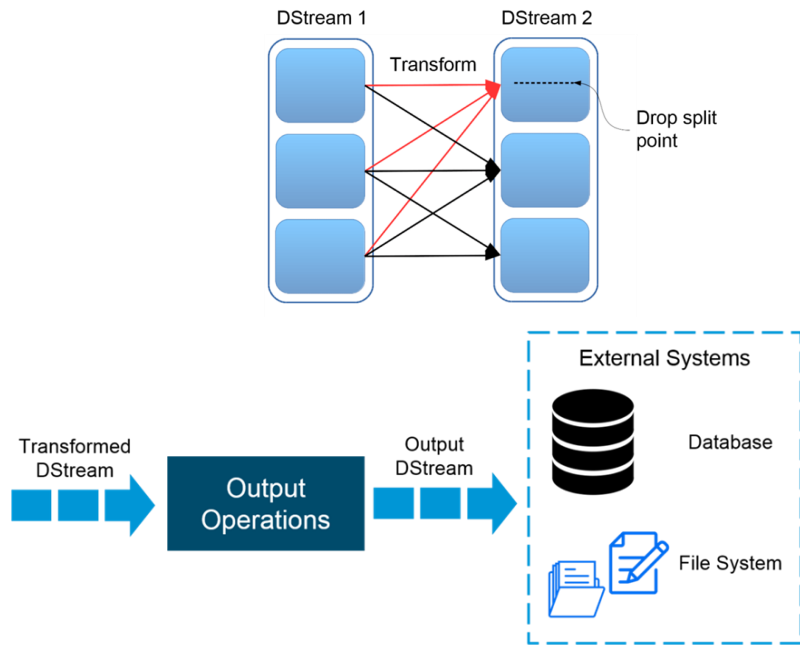 DStream 1
DStream 2
Transform
Drop split
point
External Systems
Transformed
DStream
Output
Operations
Output
DStream
Database
File System